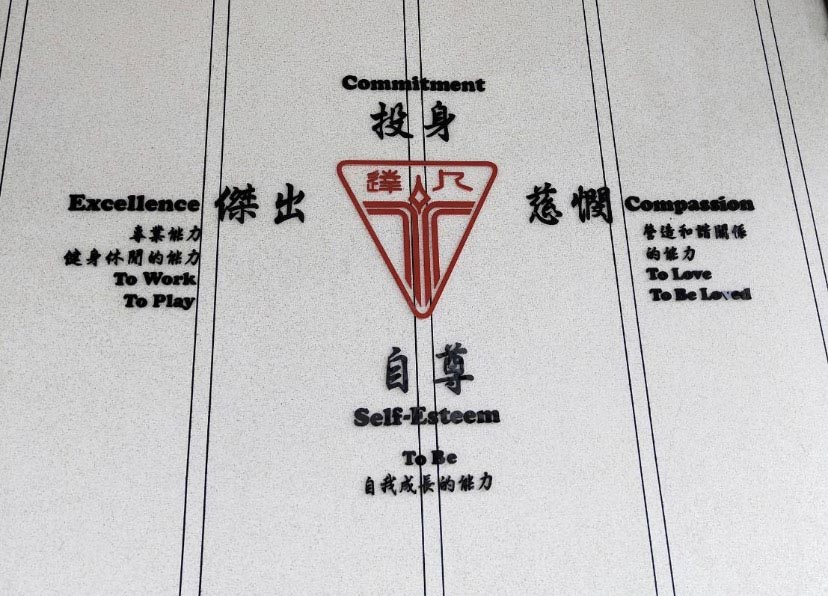 Commitment
投身
達人
Excellence 傑出
專業能力
健身休閒的能力
To Work
To Play
慈憫 Compassion
營造和諧關係
的能力
To Love
To Be Loved
自尊
Self-Esteem
To Be
自我成長的能力